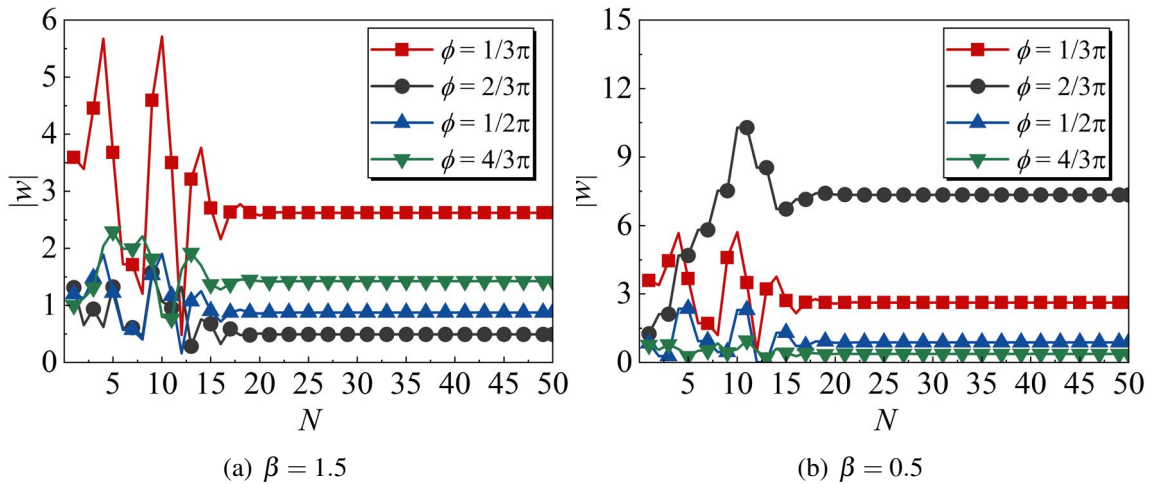 6
5
4
3
2
1
0
|w|
5 10 15 20 25 30 35 40 45 50
N
ϕ = 1/3π
ϕ = 2/3π
ϕ = 1/2π
ϕ = 4/3π
(a) β = 1.5
15
12
9
6
3
0
|w|
5 10 15 20 25 30 35 40 45 50
N
ϕ = 1/3π
ϕ = 2/3π
ϕ = 1/2π
ϕ = 4/3π
(b) β = 0.5